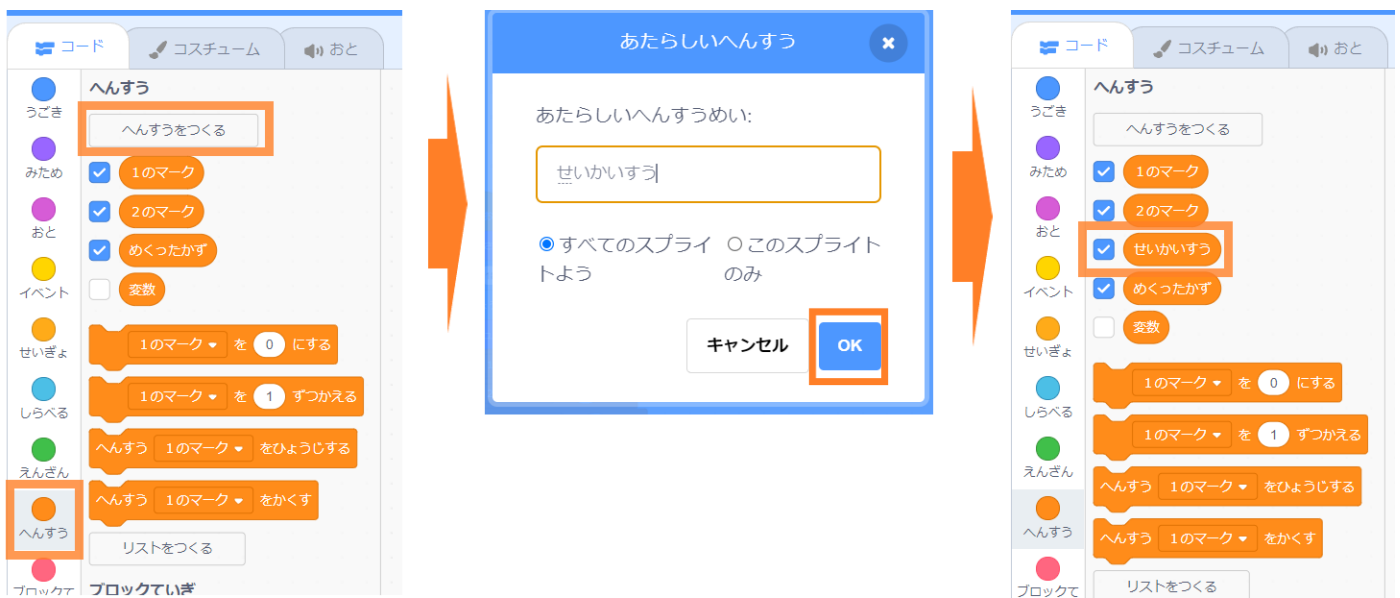 コード
コスチューム
おと
うごき
みため
おと
イベント
せいぎょ
しらべる
えんざん
へんすう
ブロックて
へんすう
へんすうをつくる
1のマーク
2のマーク
めくったかず
変数
1のマーク を 0 にする
1のマーク を 1 ずつかえる
へんすう 1のマーク をひょうじする
へんすう 1のマーク をかくす
リストをつくる
ブロックていぎ
あたらしいへんすう
あたらしいへんすうめい:
せいかいすう
すべてのスプライ
トよう
このスプライト
のみ
キャンセル
OK
コード
コスチューム
おと
うごき
みため
おと
イベント
せいぎょ
しらべる
えんざん
へんすう
ブロックて
へんすう
へんすうをつくる
1のマーク
2のマーク
せいかいすう
めくったかず
変数
1のマーク を 0 にする
1のマーク を 1 ずつかえる
へんすう 1のマーク をひょうじする
へんすう 1のマーク をかくす
リストをつくる